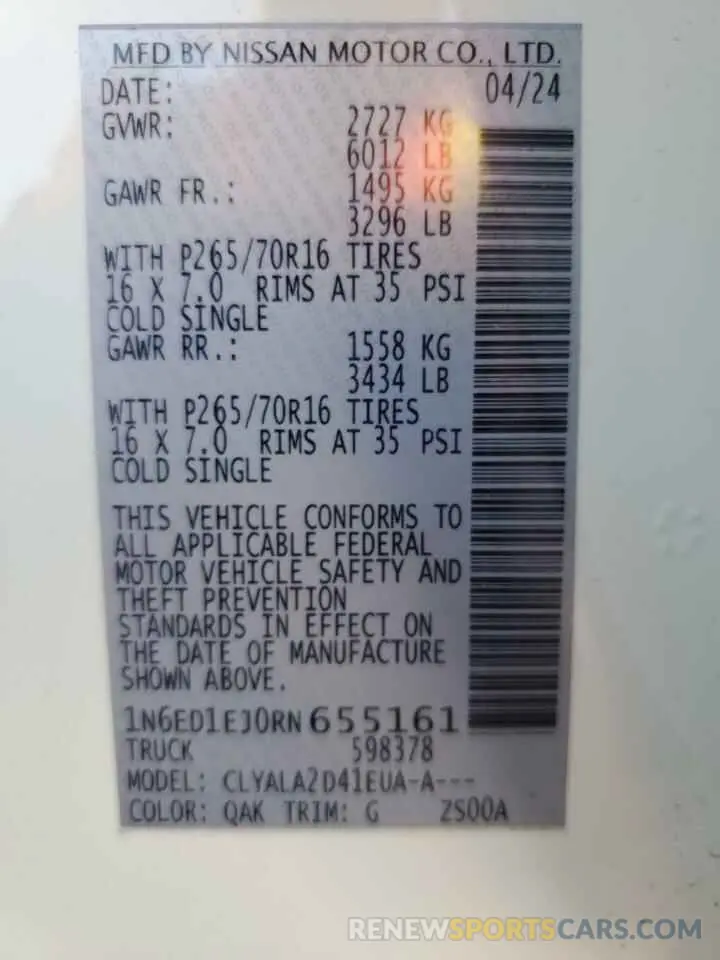 MFD BY NISSAN MOTOR CO., LTD.
DATE: 04/24
GVWR: 2727 KG
6012 LB
GAWR FR.: 1495 KG
3296 LB
WITH P265/70R16 TIRES
16 X 7.0 RIMS AT 35 PSI
COLD SINGLE
GAWR RR.: 1558 KG
3434 LB
WITH P265/70R16 TIRES
16 X 7.0 RIMS AT 35 PSI
COLD SINGLE
THIS VEHICLE CONFORMS TO
ALL APPLICABLE FEDERAL
MOTOR VEHICLE SAFETY AND
THEFT PREVENTION
STANDARDS IN EFFECT ON
THE DATE OF MANUFACTURE
SHOWN ABOVE.
1N6ED1EJ0RN655161
TRUCK 598378
MODEL: CLYALA2D41EUA-A---
COLOR: QAK TRIM: G 2S00A
RENEWSPORTSCARS.COM